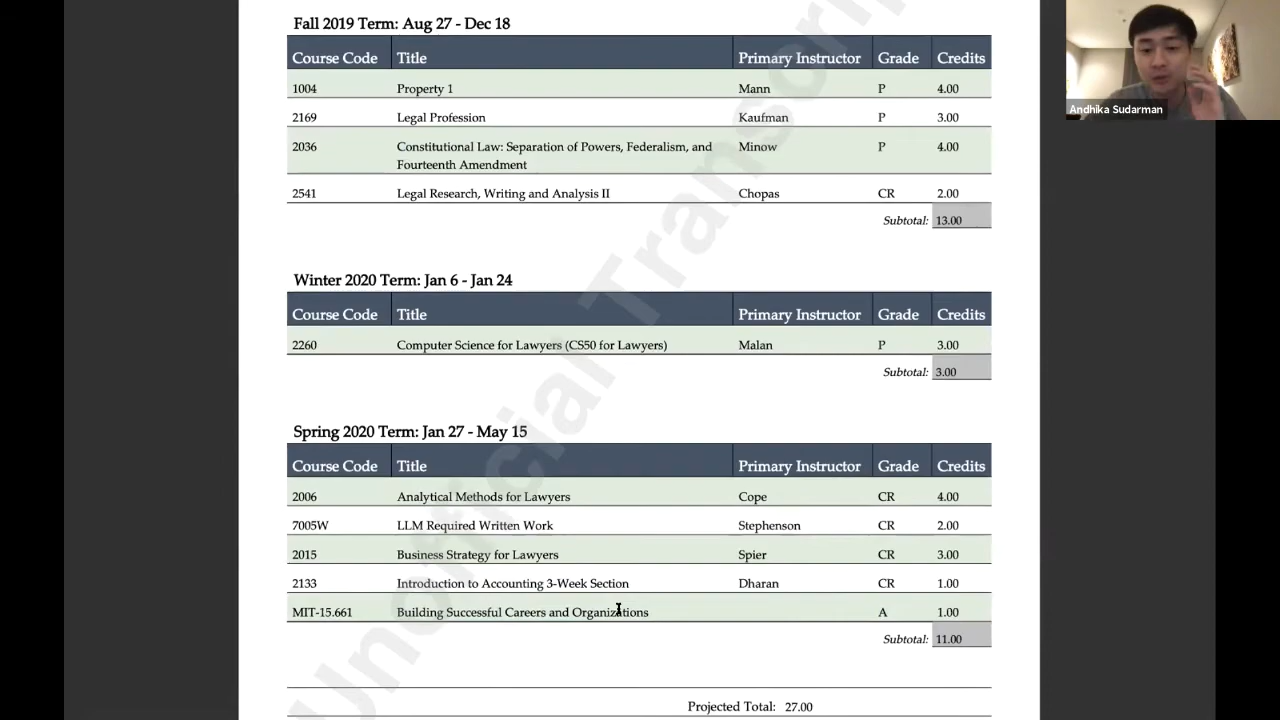 Fall 2019 Term: Aug 27 - Dec 18
Andhika Sudarman
Course Code Title Primary Instructor Grade Credits
1004 Property 1 Mann P 4.00
2169 Legal Profession Kaufman P 3.00
2036 Constitutional Law: Separation of Powers, Federalism, and Minow P 4.00
Fourteenth Amendment
2541 Legal Research, Writing and Analysis II Chopas CR 2.00
Subtotal: 13.00
Winter 2020 Term: Jan 6 - Jan 24
Course Code Title Primary Instructor Grade Credits
2260 Computer Science for Lawyers (CS50 for Lawyers) Malan P 3.00
Subtotal: 3.00
Spring 2020 Term: Jan 27 - May 15
Course Code Title Primary Instructor Grade Credits
2006 Analytical Methods for Lawyers Cope CR 4.00
7005W LLM Required Written Work Stephenson CR 2.00
2015 Business Strategy for Lawyers Spier CR 3.00
2133 Introduction to Accounting 3-Week Section Dharan CR 1.00
MIT-15.661 Building Successful Careers and Organizations A 1.00
Subtotal: 11.00
Projected Total: 27.00
Unofficial Transcrip